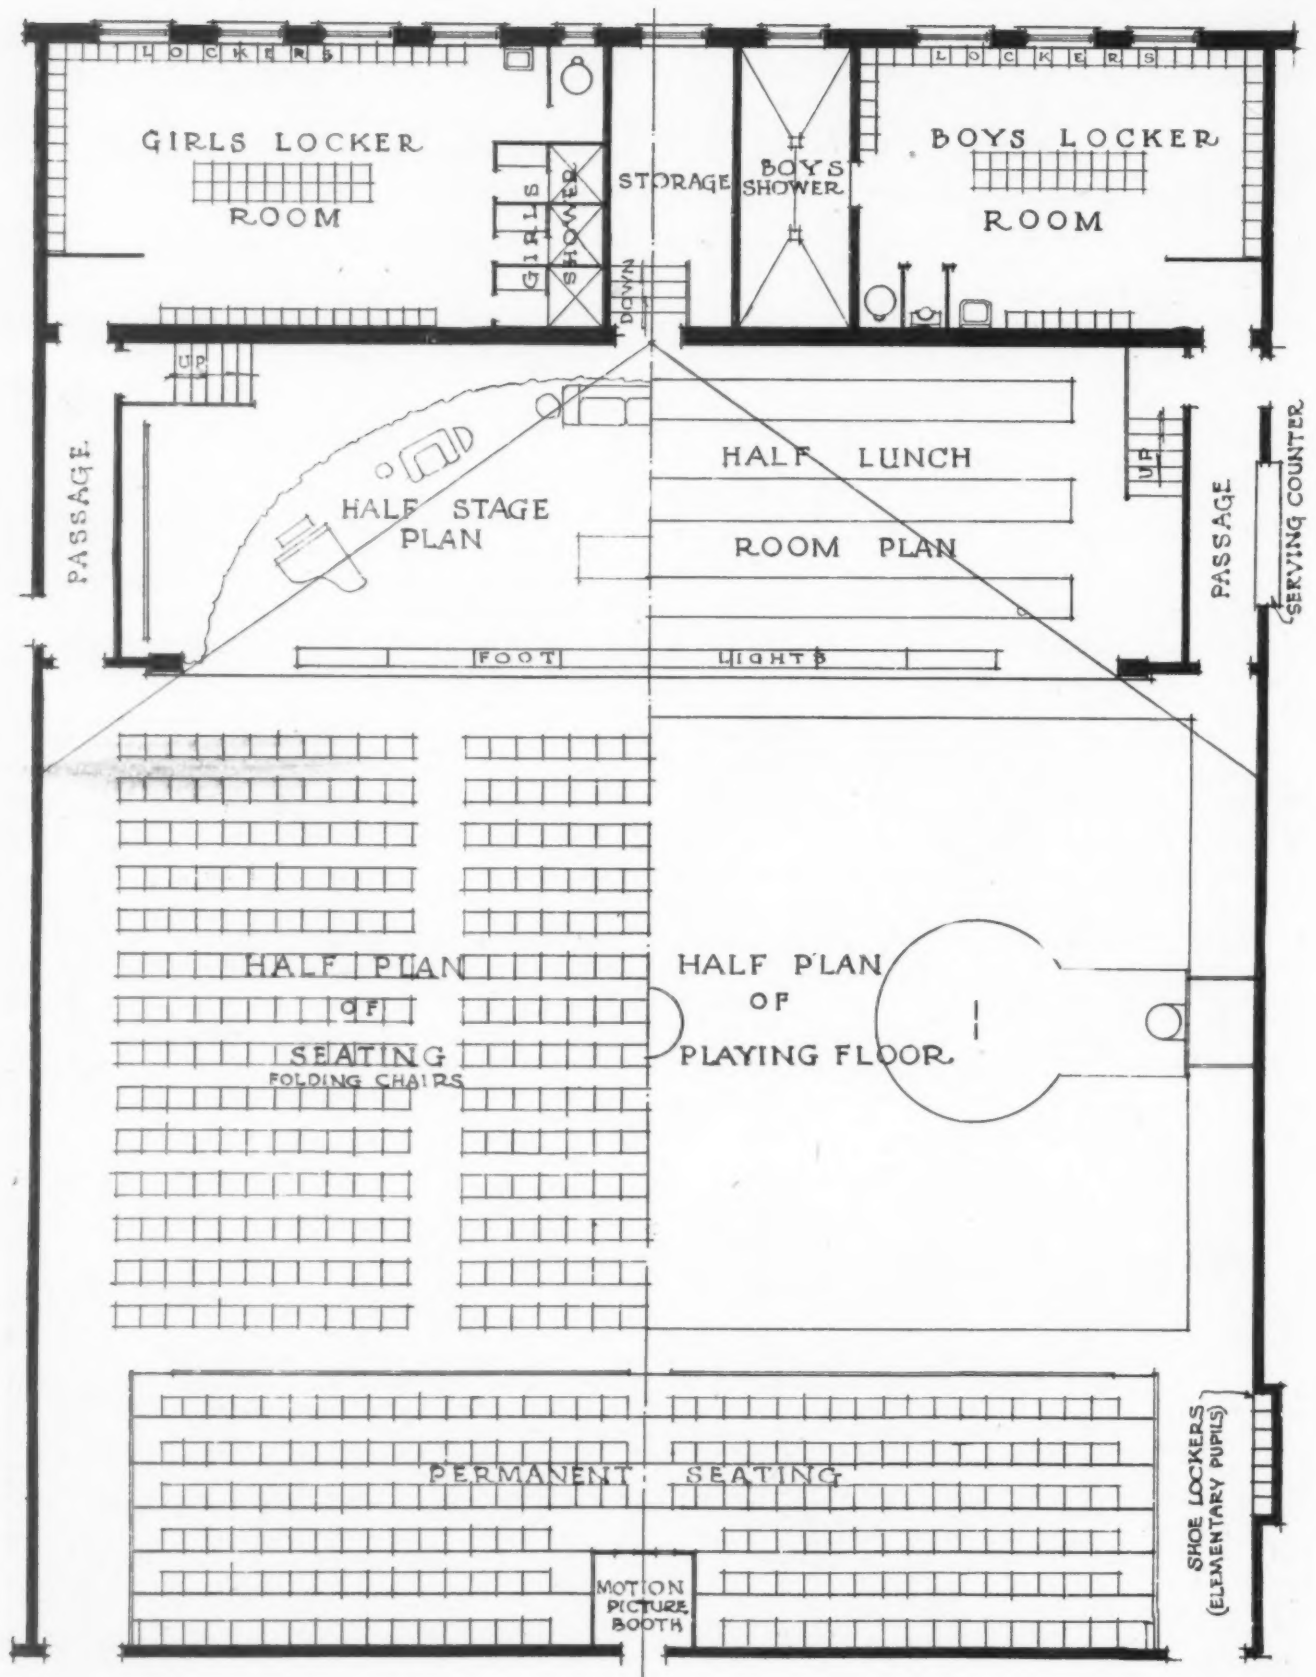 LOCKERS
LOCKERS
GIRLS LOCKER
ROOM
GIRLS
SHOWER
STORAGE
DOWN
BOYS
SHOWER
BOYS LOCKER
ROOM
UP
PASSAGE
HALF STAGE
PLAN
HALF LUNCH
ROOM PLAN
UP
PASSAGE
SERVING COUNTER
FOOT LIGHTS
HALF PLAN
OF
SEATING
FOLDING CHAIRS
HALF PLAN
OF
PLAYING FLOOR
PERMANENT SEATING
MOTION
PICTURE
BOOTH
SHOE LOCKERS
(ELEMENTARY PUPILS)